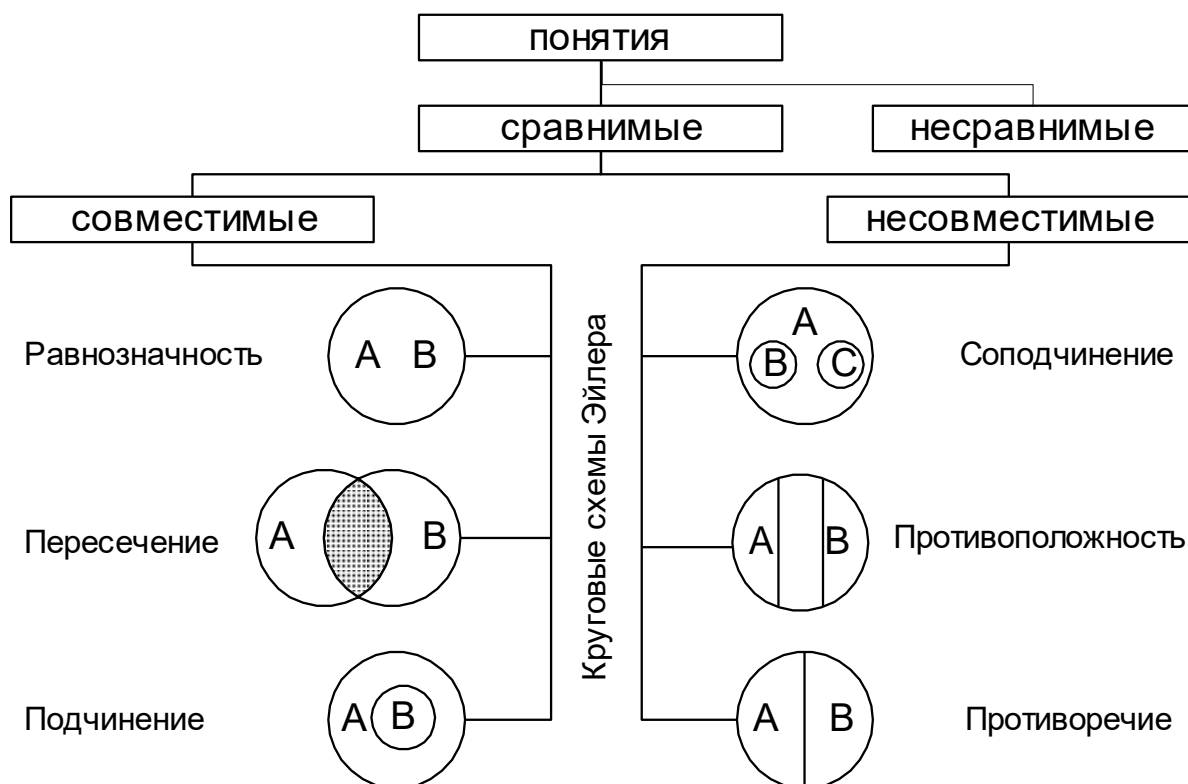 понятия
сравнимые
несравнимые
совместимые
несовместимые
Равнозначность
A B
Круговые схемы Эйлера
A
B C
Соподчинение
Пересечение
A B
A B
Противоположность
Подчинение
A B
A B
Противоречие